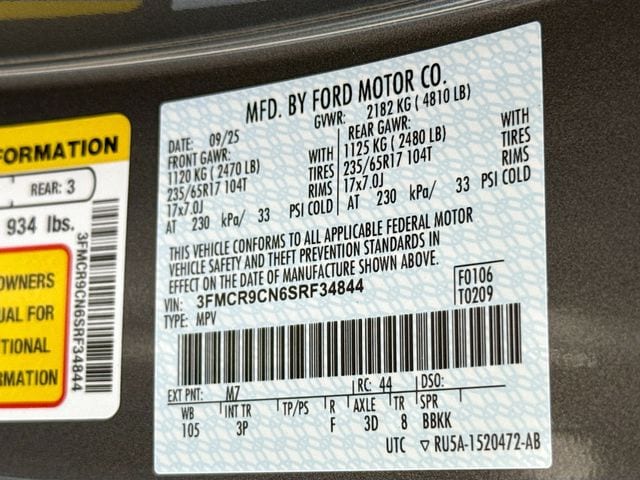 FORMATION
REAR: 3
934 lbs.
OWNERS
UAL FOR
TIONAL
RMATION
3FMCR9CN6SRF34844
MFD. BY FORD MOTOR CO.
DATE: 09/25 GVWR: 2182 KG ( 4810 LB)
FRONT GAWR: REAR GAWR:
1120 KG ( 2470 LB) WITH 1125 KG ( 2480 LB) WITH
235/65R17 104T TIRES 235/65R17 104T TIRES
17x7.0J RIMS 17x7.0J RIMS
AT 230 kPa/ 33 PSI COLD AT 230 kPa/ 33 PSI COLD
THIS VEHICLE CONFORMS TO ALL APPLICABLE FEDERAL MOTOR
VEHICLE SAFETY AND THEFT PREVENTION STANDARDS IN
EFFECT ON THE DATE OF MANUFACTURE SHOWN ABOVE.
VIN: 3FMCR9CN6SRF34844 F0106
TYPE: MPV T0209
EXT PNT: M7 RC: 44 DSO:
WB INT TR TP/PS R AXLE TR SPR
105 3P F 3D 8 BBKK
UTC ▽ RU5A-1520472-AB